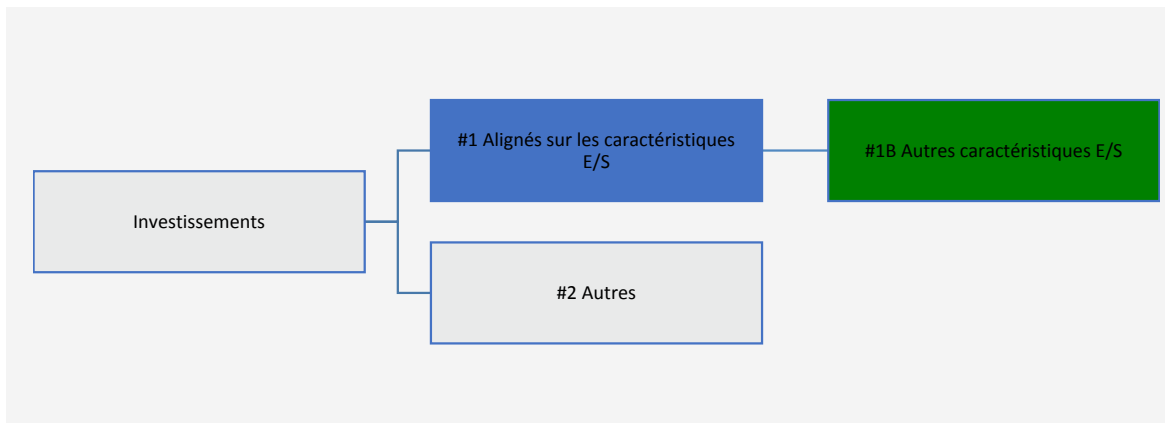 #1 Alignés sur les caractéristiques
E/S
#1B Autres caractéristiques E/S
Investissements
#2 Autres